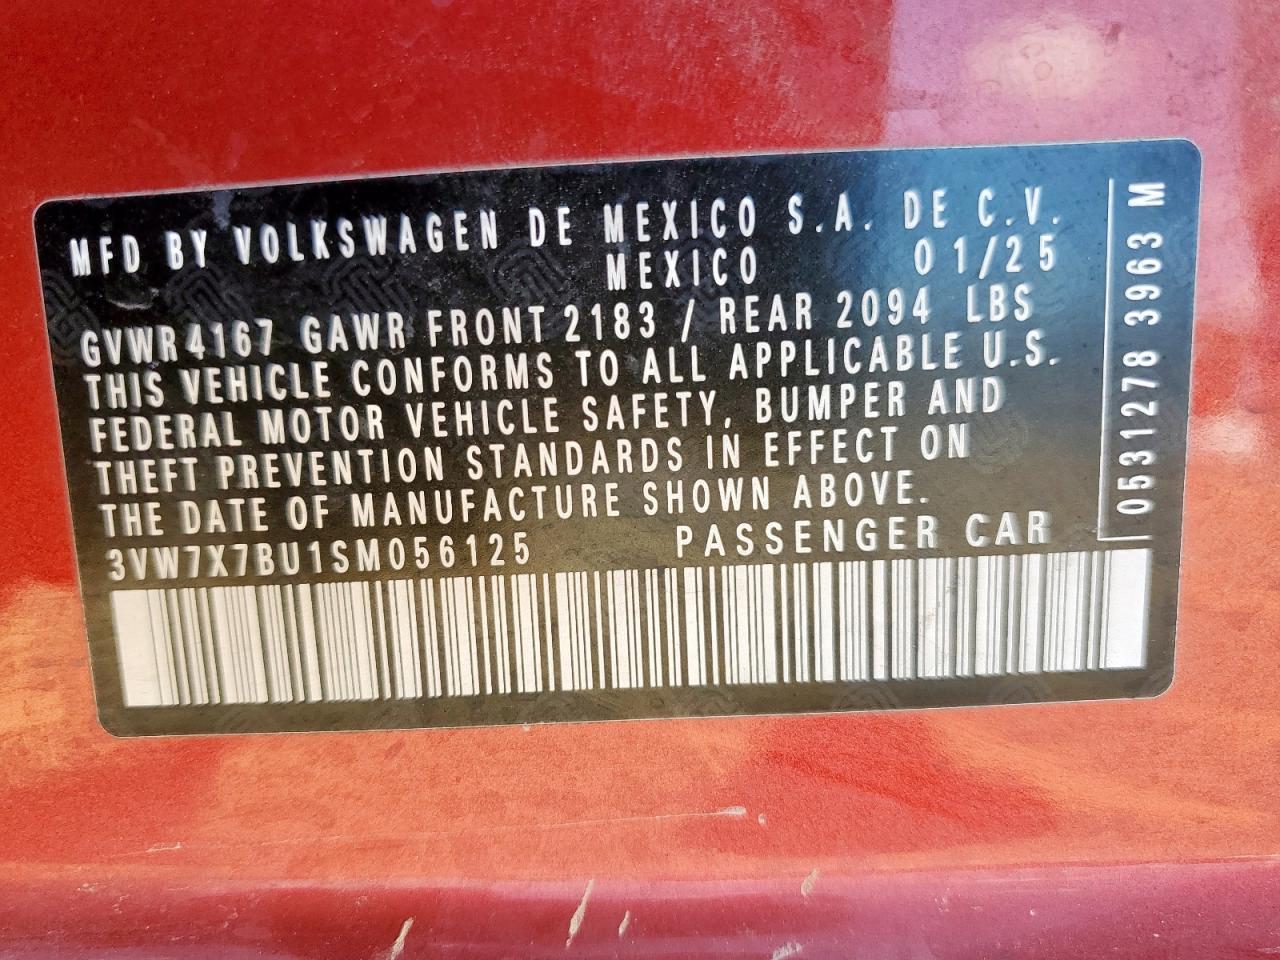 MFD BY VOLKSWAGEN DE MEXICO S.A. DE C.V.
MEXICO 01/25
GVWR 4167 GAWR FRONT 2183 / REAR 2094 LBS
THIS VEHICLE CONFORMS TO ALL APPLICABLE U.S.
FEDERAL MOTOR VEHICLE SAFETY, BUMPER AND
THEFT PREVENTION STANDARDS IN EFFECT ON
THE DATE OF MANUFACTURE SHOWN ABOVE.
3VW7X7BU1SM056125 PASSENGER CAR
0531278 3963 M